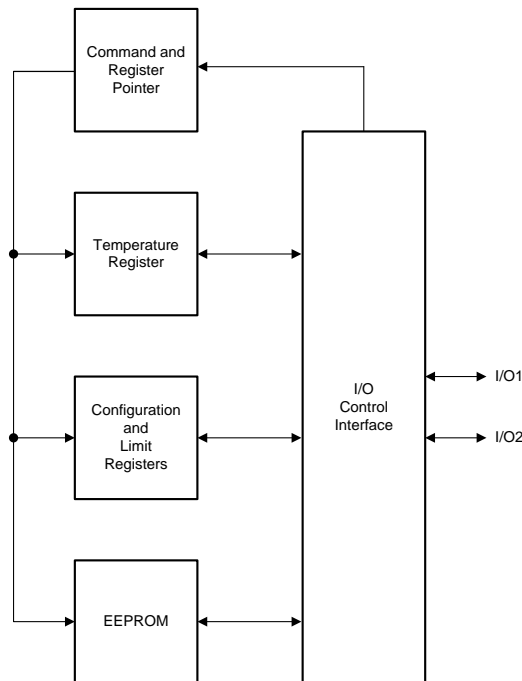 Command and
Register
Pointer
Temperature
Register
Configuration
and
Limit
Registers
EEPROM
I/O
Control
Interface
I/O1
I/O2